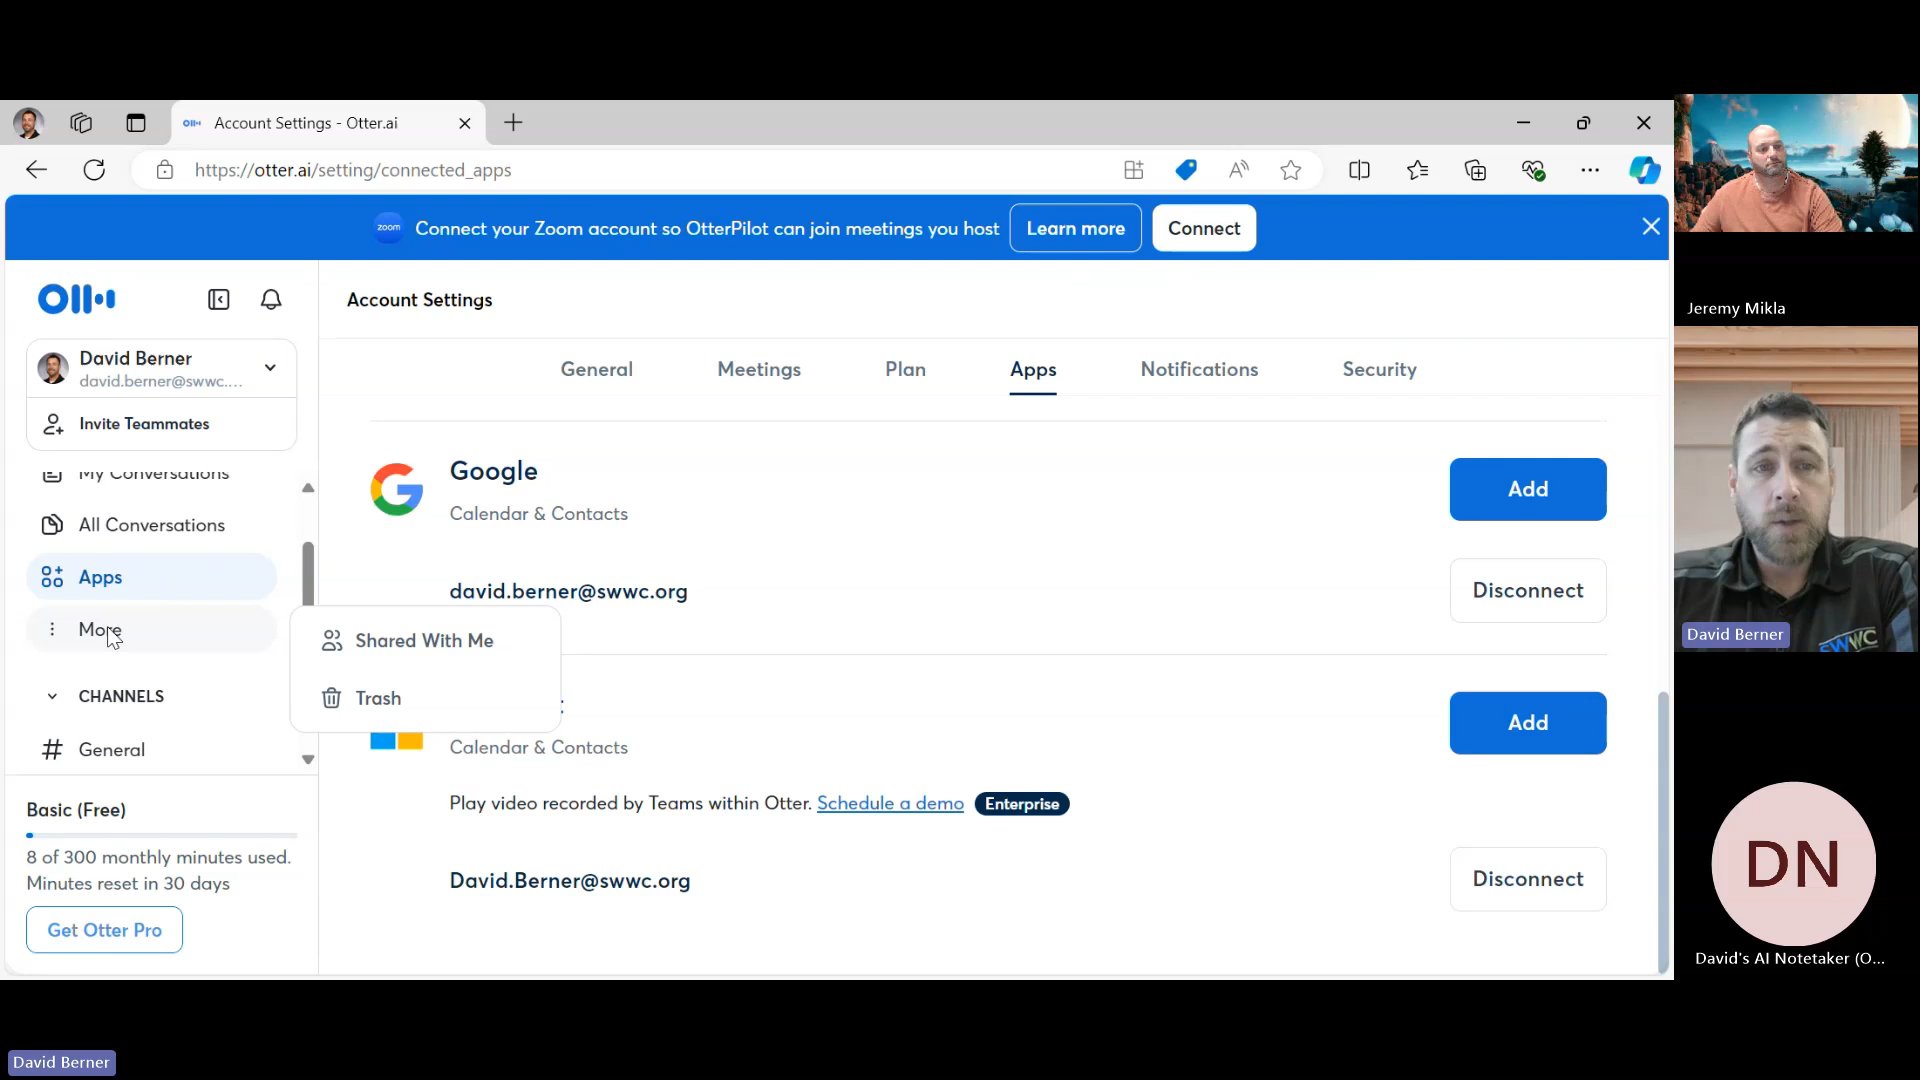 Account Settings - Otter.ai
https://otter.ai/setting/connected_apps
zoom
Connect your Zoom account so OtterPilot can join meetings you host
Learn more
Connect
David Berner
david.berner@swwc....
Invite Teammates
My Conversations
All Conversations
Apps
More
Shared With Me
Trash
CHANNELS
General
Basic (Free)
8 of 300 monthly minutes used.
Minutes reset in 30 days
Get Otter Pro
Account Settings
General
Meetings
Plan
Apps
Notifications
Security
Google
Calendar & Contacts
Add
david.berner@swwc.org
Disconnect
Calendar & Contacts
Add
Play video recorded by Teams within Otter. Schedule a demo
Enterprise
David.Berner@swwc.org
Disconnect
Jeremy Mikla
David Berner
SWWC
DN
David's AI Notetaker (O...
David Berner